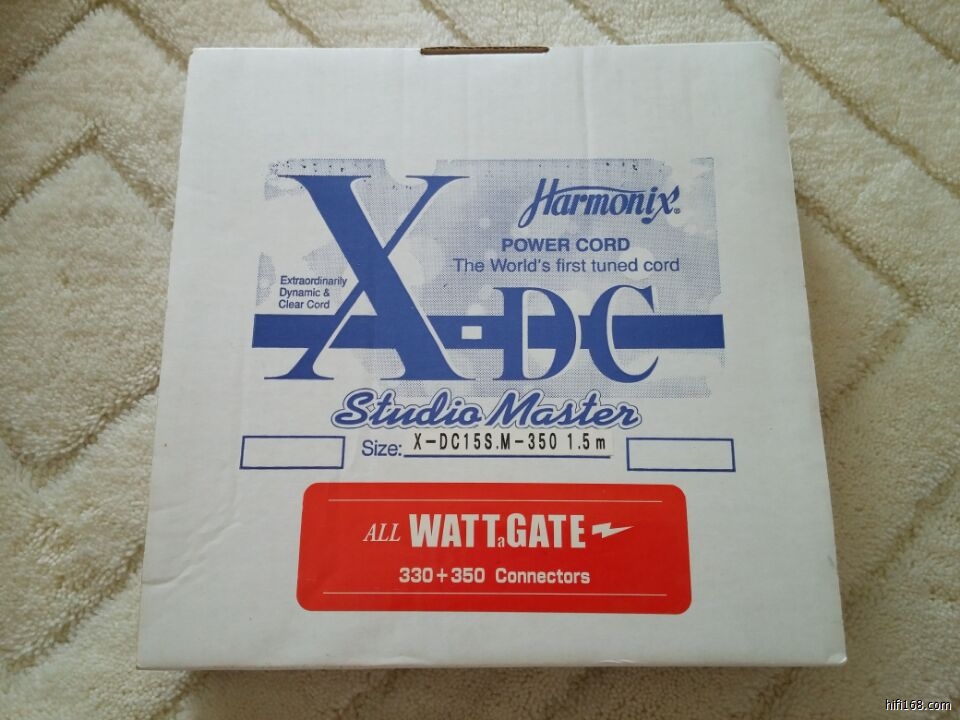 Harmonix®
POWER CORD
The World's first tuned cord
Extraordinarily
Dynamic &
Clear Cord
X-DC
Studio Master
Size: X-DC15S.M-350 1.5m
ALL WATTaGATE
330+350 Connectors
hifi168.com